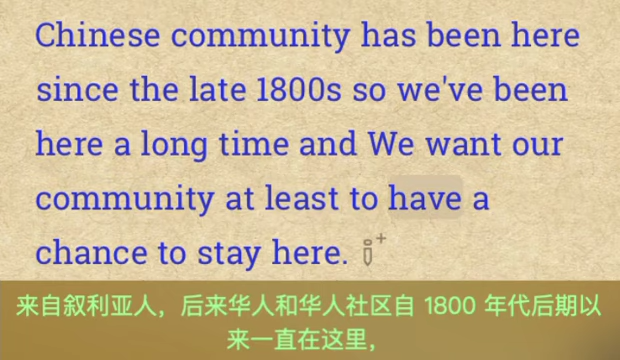 Chinese community has been here
since the late 1800s so we've been
here a long time and We want our
community at least to have a
chance to stay here.
来自叙利亚人，后来华人和华人社区自 1800 年代后期以
来一直在这里，